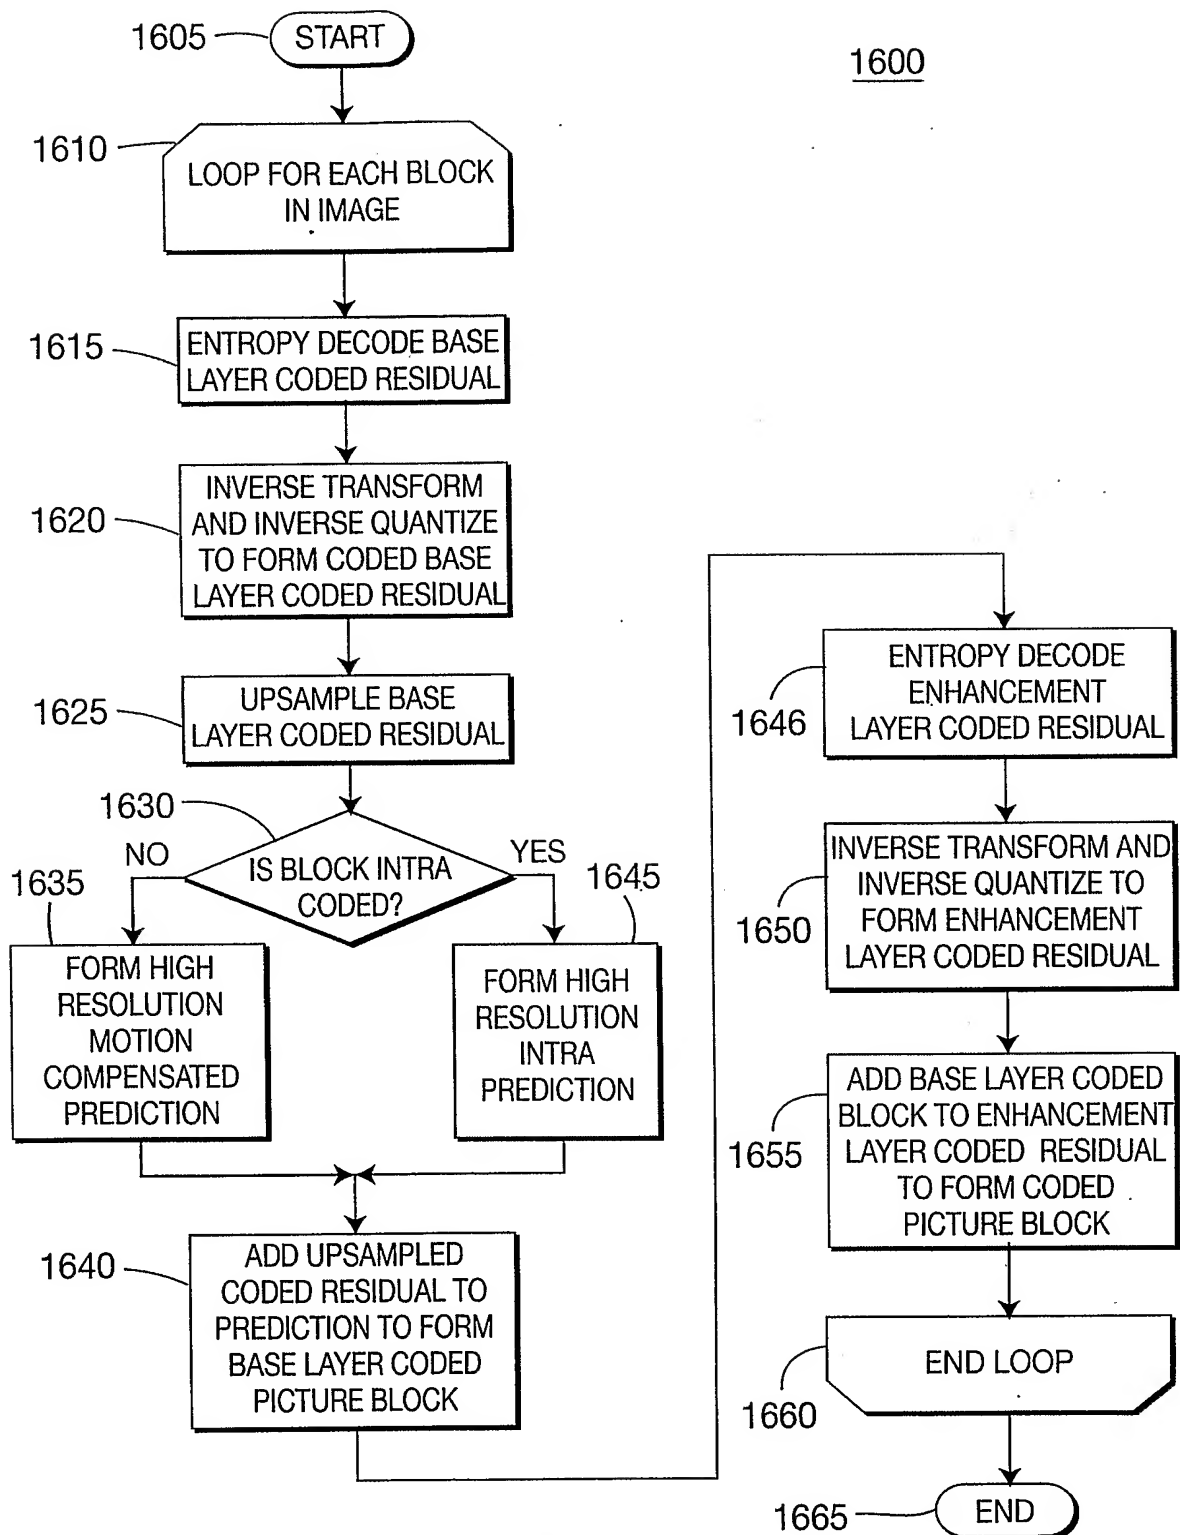 1605
START
1600
1610
LOOP FOR EACH BLOCK
IN IMAGE
1615
ENTROPY DECODE BASE
LAYER CODED RESIDUAL
1620
INVERSE TRANSFORM
AND INVERSE QUANTIZE
TO FORM CODED BASE
LAYER CODED RESIDUAL
1625
UPSAMPLE BASE
LAYER CODED RESIDUAL
1630
IS BLOCK INTRA
CODED?
NO
YES
1635
FORM HIGH
RESOLUTION
MOTION
COMPENSATED
PREDICTION
1645
FORM HIGH
RESOLUTION
INTRA
PREDICTION
1640
ADD UPSAMPLED
CODED RESIDUAL TO
PREDICTION TO FORM
BASE LAYER CODED
PICTURE BLOCK
1646
ENTROPY DECODE
ENHANCEMENT
LAYER CODED RESIDUAL
1650
INVERSE TRANSFORM AND
INVERSE QUANTIZE TO
FORM ENHANCEMENT
LAYER CODED RESIDUAL
1655
ADD BASE LAYER CODED
BLOCK TO ENHANCEMENT
LAYER CODED RESIDUAL
TO FORM CODED
PICTURE BLOCK
1660
END LOOP
1665
END